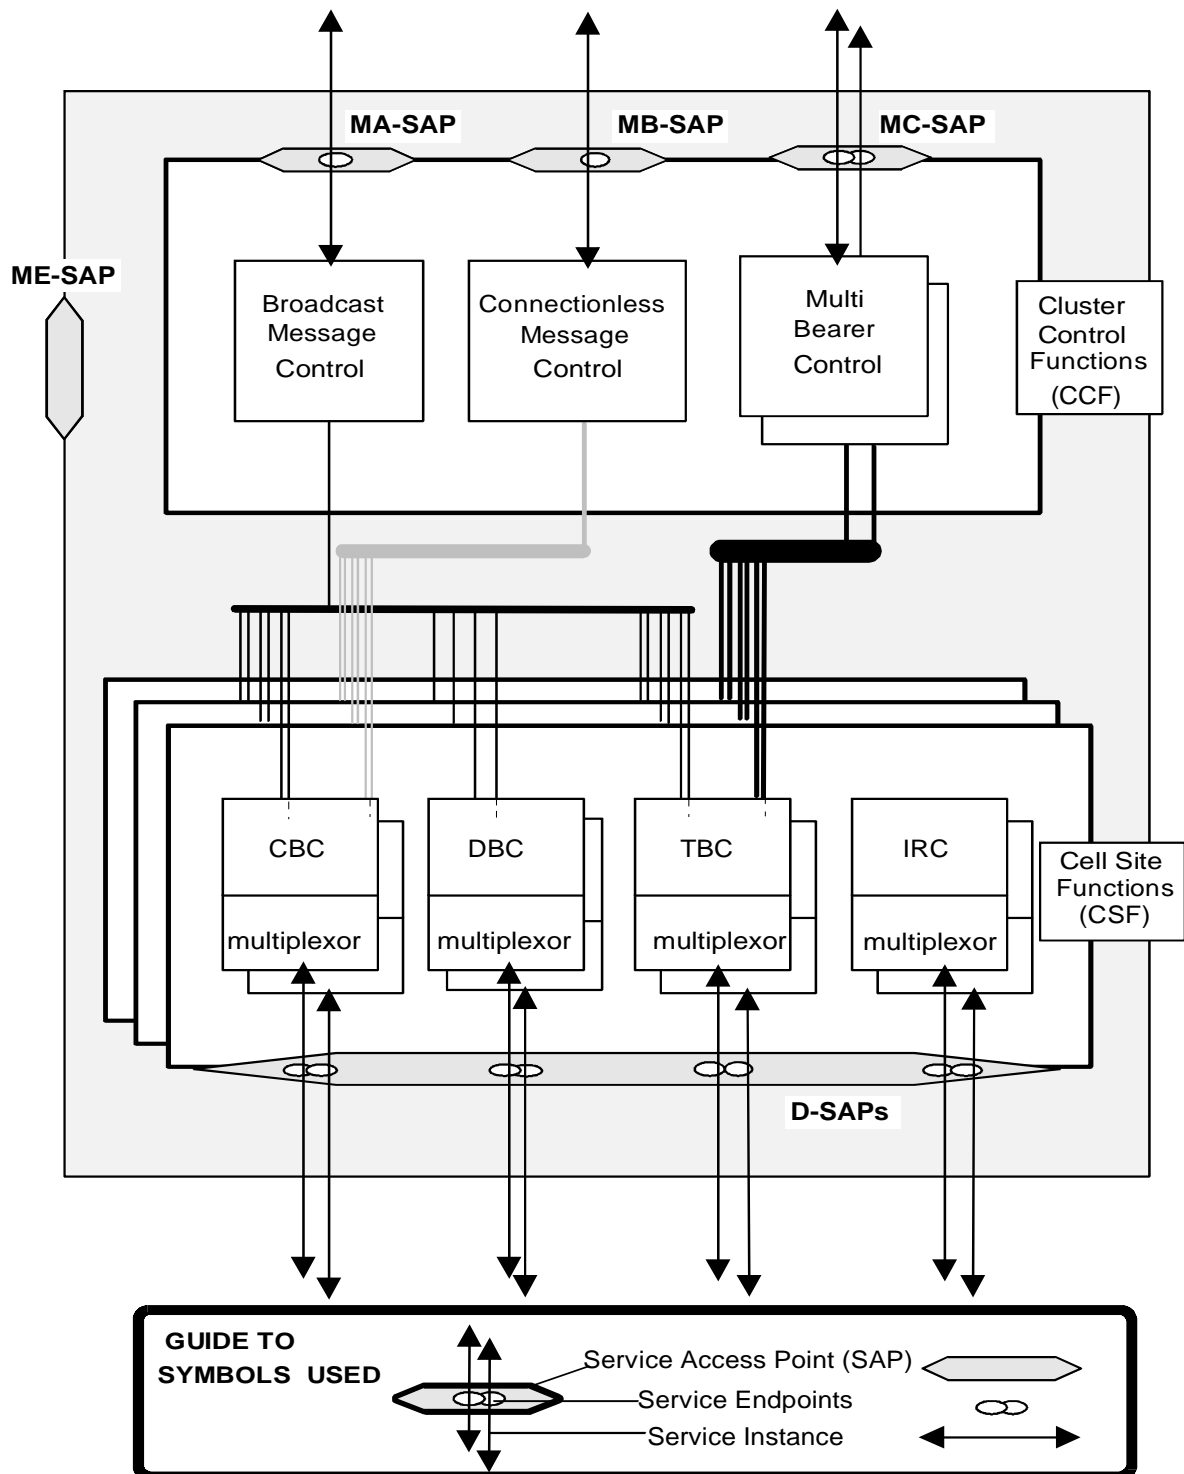 MA-SAP
MB-SAP
MC-SAP
ME-SAP
Broadcast
Message
Control
Connectionless
Message
Control
Multi
Bearer
Control
Cluster
Control
Functions
(CCF)
CBC
DBC
TBC
IRC
multiplexor
multiplexor
multiplexor
multiplexor
Cell Site
Functions
(CSF)
D-SAPs
GUIDE TO
SYMBOLS USED
Service Access Point (SAP)
Service Endpoints
Service Instance